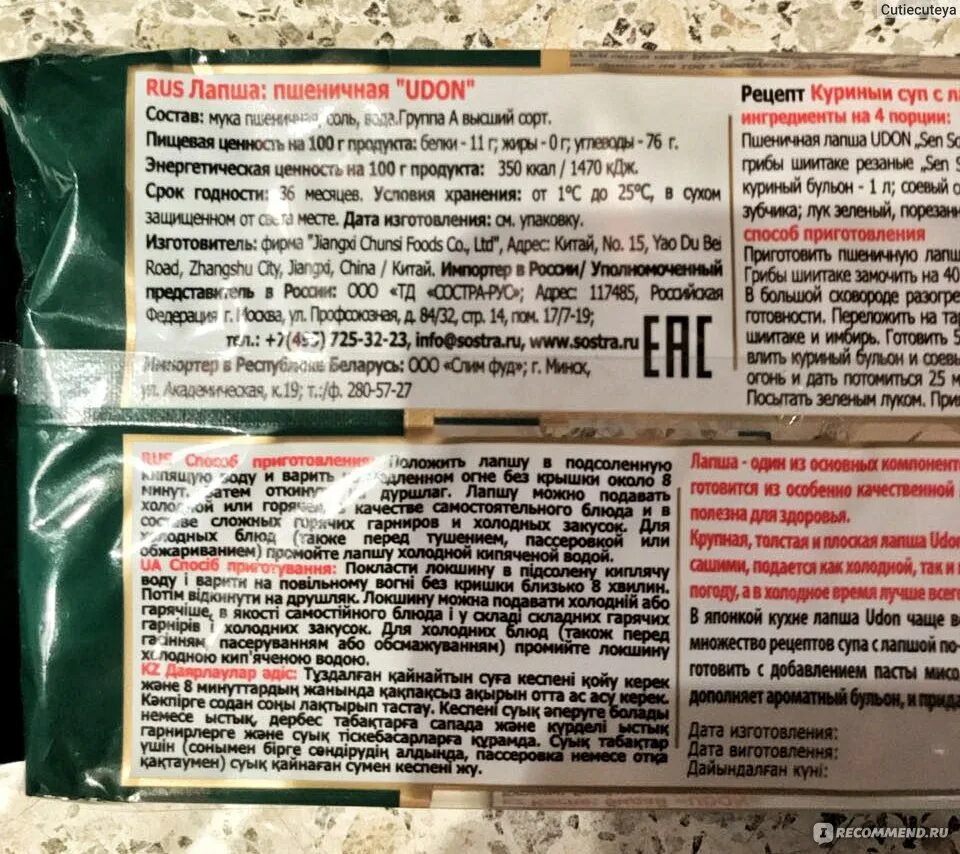 Cutiecuteya
RUS Лапша: пшеничная "UDON"
Состав: мука пшеничная, соль, вода.Группа А высший сорт.
Пищевая ценность на 100 г продукта: белки - 11 г; жиры - 0 г; углеводы - 76 г.
Энергетическая ценность на 100 г продукта: 350 ккал / 1470 кДж.
Срок годности: 36 месяцев. Условия хранения: от 1°С до 25°С, в сухом
защищенном от света месте. Дата изготовления: см. упаковку.
Изготовитель: фирма "Jiangxi Chunsi Foods Co., Ltd", Адрес: Китай, No. 15, Yao Du Bei
Road, Zhangshu City, Jiangxi, China / Китай. Импортер в России/ Уполномоченный
представитель в России: ООО «ТД «СОСТРА-РУС»; Адрес: 117485, Российская
Федерация г. Москва, ул. Профсоюзная, д. 84/32, стр. 14, пом. 17/7-19;
тел.: +7(495) 725-32-23, info@sostra.ru, www.sostra.ru
EAC
Импортер в Республике Беларусь: ООО «Слим фуд»; г. Минск,
ул. Академическая, к.19; т./ф. 280-57-27
Рецепт Куриный суп с
ингредиенты на 4 порции:
Пшеничная лапша UDON „Sen
грибы шиитаке резаные „Sen
куриный бульон - 1 л; соевый
зубчика; лук зеленый,
способ приготовления
Приготовить пшеничную
Грибы шиитаке замочить на 40
В большой сковороде
готовности. Переложить на
шиитаке и имбирь. Готовить 5
влить куриный бульон и
огонь и дать потомиться 25
Посытать зеленым луком.
RUS Способ приготовления: Положить лапшу в подсоленную
кипящую воду и варить на медленном огне без крышки около 8
минут. Затем откинуть на дуршлаг. Лапшу можно подавать
холодной или горячей, в качестве самостоятельного блюда и в
составе сложных горячих гарниров и холодных закусок. Для
холодных блюд (также перед тушением, пассеровкой или
обжариванием) промойте лапшу холодной кипяченой водой.
UA Спосіб приготування: Покласти локшину в підсолену киплячу
воду і варити на повільному вогні без кришки близько 8 хвилин.
Потім відкинути на друшляк. Локшину можна подавати холодній або
гарячіше, в якості самостійного блюда і у складі складних гарячих
гарнірів і холодних закусок. Для холодних блюд (також перед
гасінням, пасеруванням або обсмажуванням) промийте локшину
холодною кип'яченою водою.
KZ Даярлаулар әдіс: Тұздалған қайнайтын суға кеспені қойу керек
және 8 минуттардың жанында қақпақсыз ақырын отта ас асу керек.
Кәкпірге содан соңы лақтырып тастау. Кеспені суық әперуге болады
немесе ыстық, дербес табақтарға сапада және күрделі ыстық
гарнирлерге және суық тіскебасарларға құрамда. Суық табақтар
үшін (сонымен бірге сөндірудің алдында, пассеровка немесе отқа
қақтаумен) суық қайнаған сумен кеспені жу.
Лапша - один из основных
готовится из особенно качественной
полезна для здоровья.
Крупная, толстая и плоская лапша
сашими, подается как холодной, так и
погоду, а в холодное время лучше
В японкой кухне лапша Udon чаще
множество рецептов супа с лапшой
готовить с добавлением пасты
дополняет ароматный бульон, и
Дата изготовления:
Дата виготовлення:
Дайындалған күні:
"UDON"
IRECOMMEND.RU